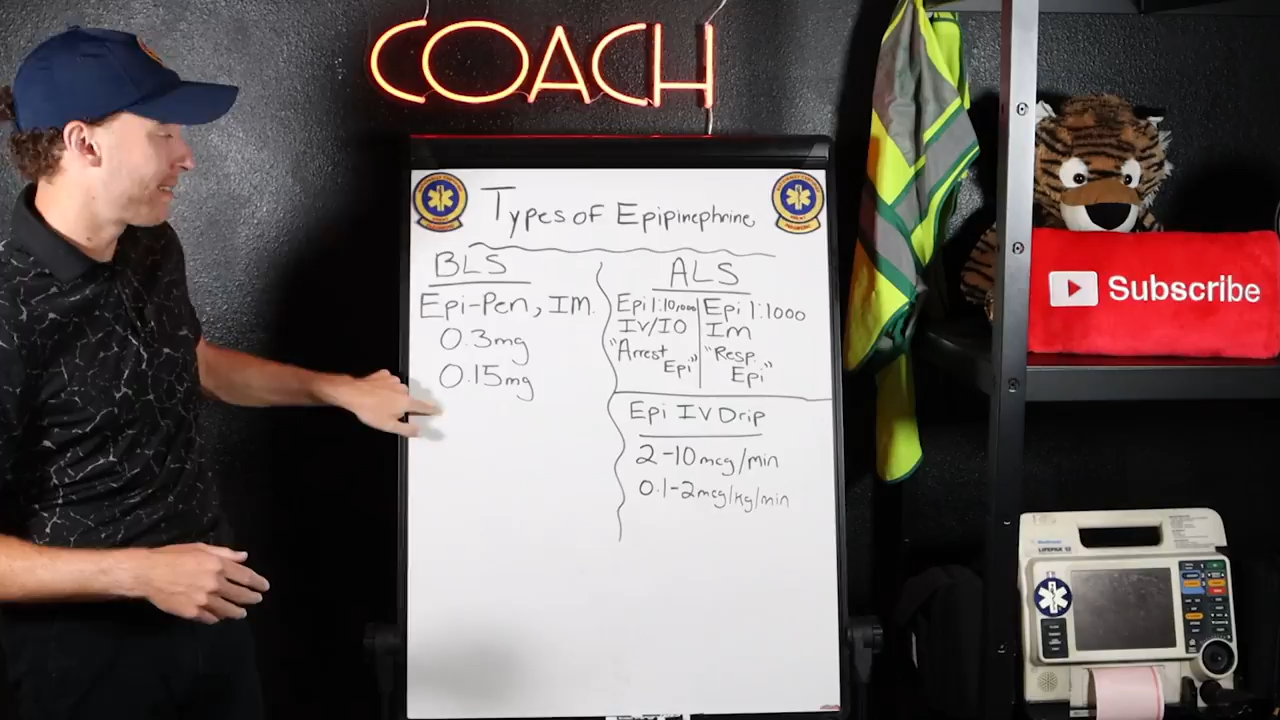 COACH
Types of Epipinephrine
BLS
Epi-Pen, IM.
0.3mg
0.15mg
ALS
Epi 1:10,000
IV/IO
"Arrest
Epi"
Epi 1:1000
Im
"Resp.
Epi"
Epi IV Drip
2-10mcg/min
0.1-2mcg/kg/min
Subscribe
LIFEPAK 12